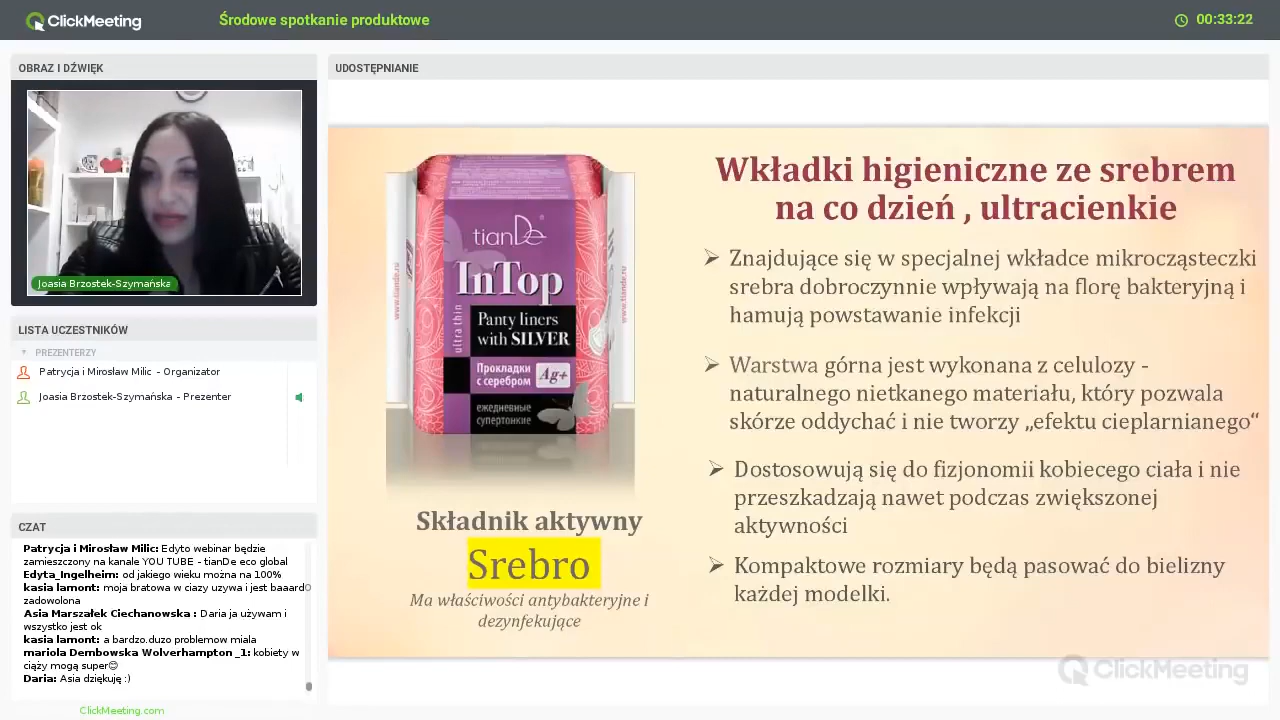 ClickMeeting
Środowe spotkanie produktowe
00:33:22
OBRAZ I DŹWIĘK
Joasia Brzostek-Szymańska
LISTA UCZESTNIKÓW
PREZENTERZY
Patrycja i Mirosław Milic - Organizator
Joasia Brzostek-Szymańska - Prezenter
CZAT
Patrycja i Mirosław Milic: Edyto webinar będzie
zamieszczony na kanale YOU TUBE - tianDe eco global
Edyta_Ingelheim: od jakiego wieku można na 100%
kasia lamont: moja bratowa w ciazy uzywa i jest baaardo
zadowolona
Asia Marszałek Ciechanowska : Daria ja używam i
wszystko jest ok
kasia lamont: a bardzo.duzo problemow miala
mariola Dembowska Wolverhampton _1: kobiety w
ciąży mogą super😊
Daria: Asia dziękuję :)
ClickMeeting.com
UDOSTĘPNIANIE
www.tiande.ru
tianDe®
InTop
ultra thin
Panty liners
with SILVER
Прокладки
с серебром
Ag+
ежедневные
супертонкие
www.tiande.ru
Składnik aktywny
Srebro
Ma właściwości antybakteryjne i
dezynfekujące
Wkładki higieniczne ze srebrem
na co dzień , ultracienkie
➢ Znajdujące się w specjalnej wkładce mikrocząsteczki
srebra dobroczynnie wpływają na florę bakteryjną i
hamują powstawanie infekcji
➢ Warstwa górna jest wykonana z celulozy -
naturalnego nietkanego materiału, który pozwala
skórze oddychać i nie tworzy „efektu cieplarnianego“
➢ Dostosowują się do fizjonomii kobiecego ciała i nie
przeszkadzają nawet podczas zwiększonej
aktywności
➢ Kompaktowe rozmiary będą pasować do bielizny
każdej modelki.
ClickMeeting